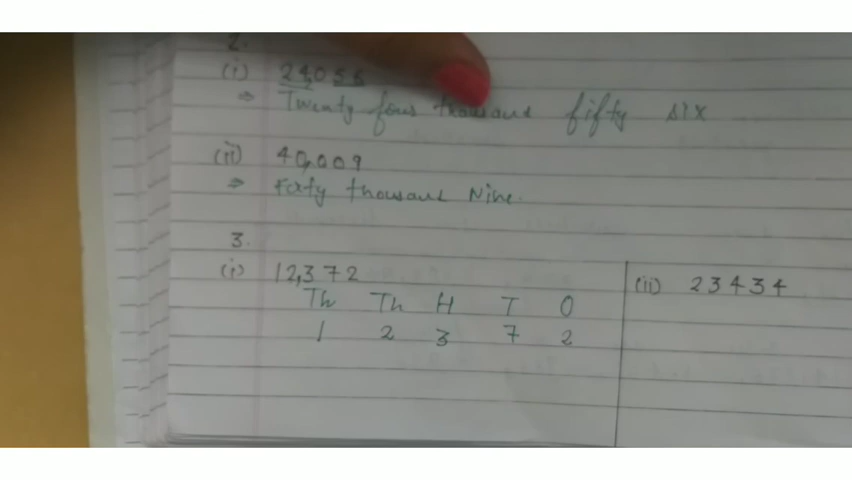 2.
(i) 24,056
⇒ Twenty four thousand fifty six
(ii) 40,009
⇒ Forty thousand Nine.
3.
(i) 12,372
Th Th H T O
1 2 3 7 2
(ii) 23434